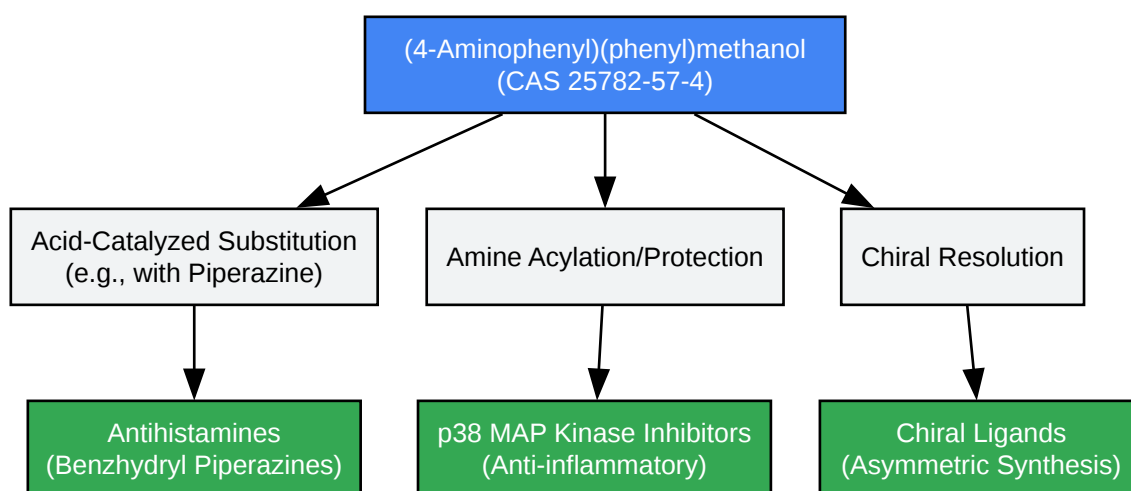 (4-Aminophenyl)(phenyl)methanol
(CAS 25782-57-4)
Acid-Catalyzed Substitution
(e.g., with Piperazine)
Amine Acylation/Protection
Chiral Resolution
Antihistamines
(Benzhydryl Piperazines)
p38 MAP Kinase Inhibitors
(Anti-inflammatory)
Chiral Ligands
(Asymmetric Synthesis)